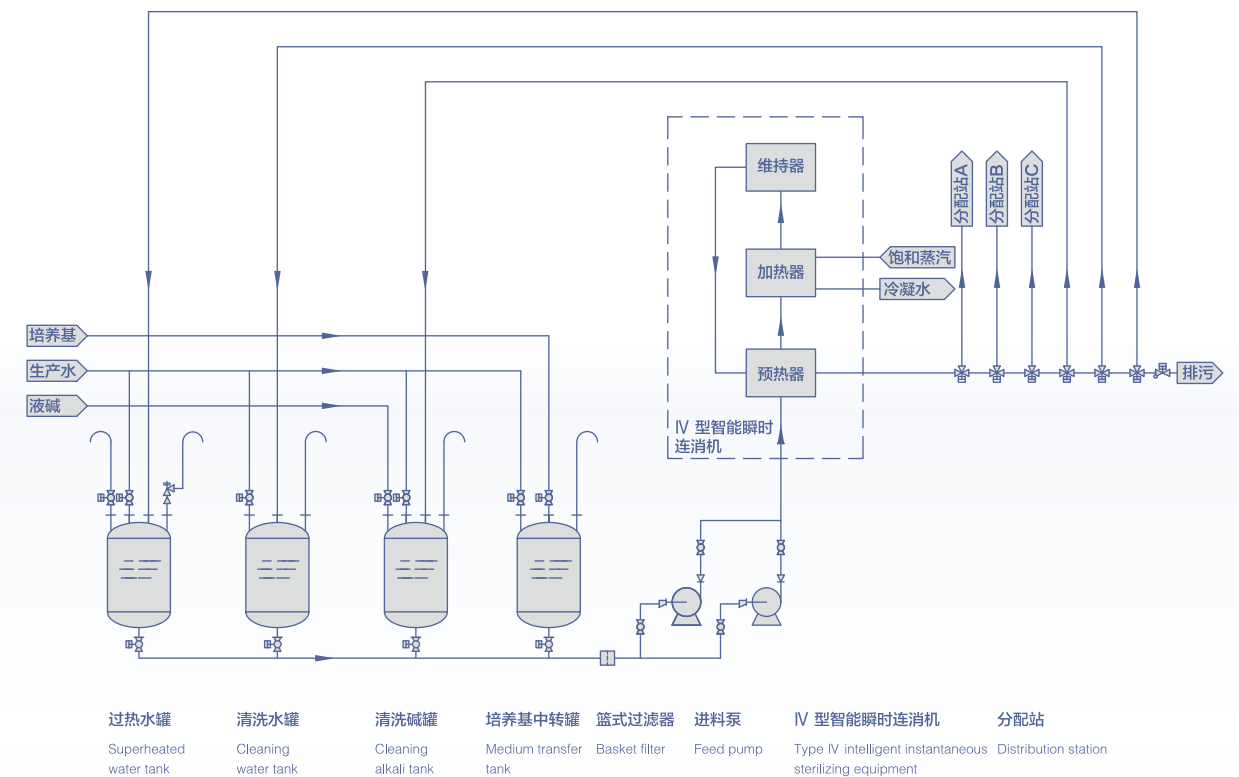 维持器
分配站A
分配站B
分配站C
加热器
饱和蒸汽
冷凝水
培养基
生产水
液碱
预热器
排污
Ⅳ 型智能瞬时
连消机
过热水罐
Superheated
water tank
清洗水罐
Cleaning
water tank
清洗碱罐
Cleaning
alkali tank
培养基中转罐
Medium transfer
tank
篮式过滤器
Basket filter
进料泵
Feed pump
Ⅳ 型智能瞬时连消机
Type Ⅳ intelligent instantaneous
sterilizing equipment
分配站
Distribution station